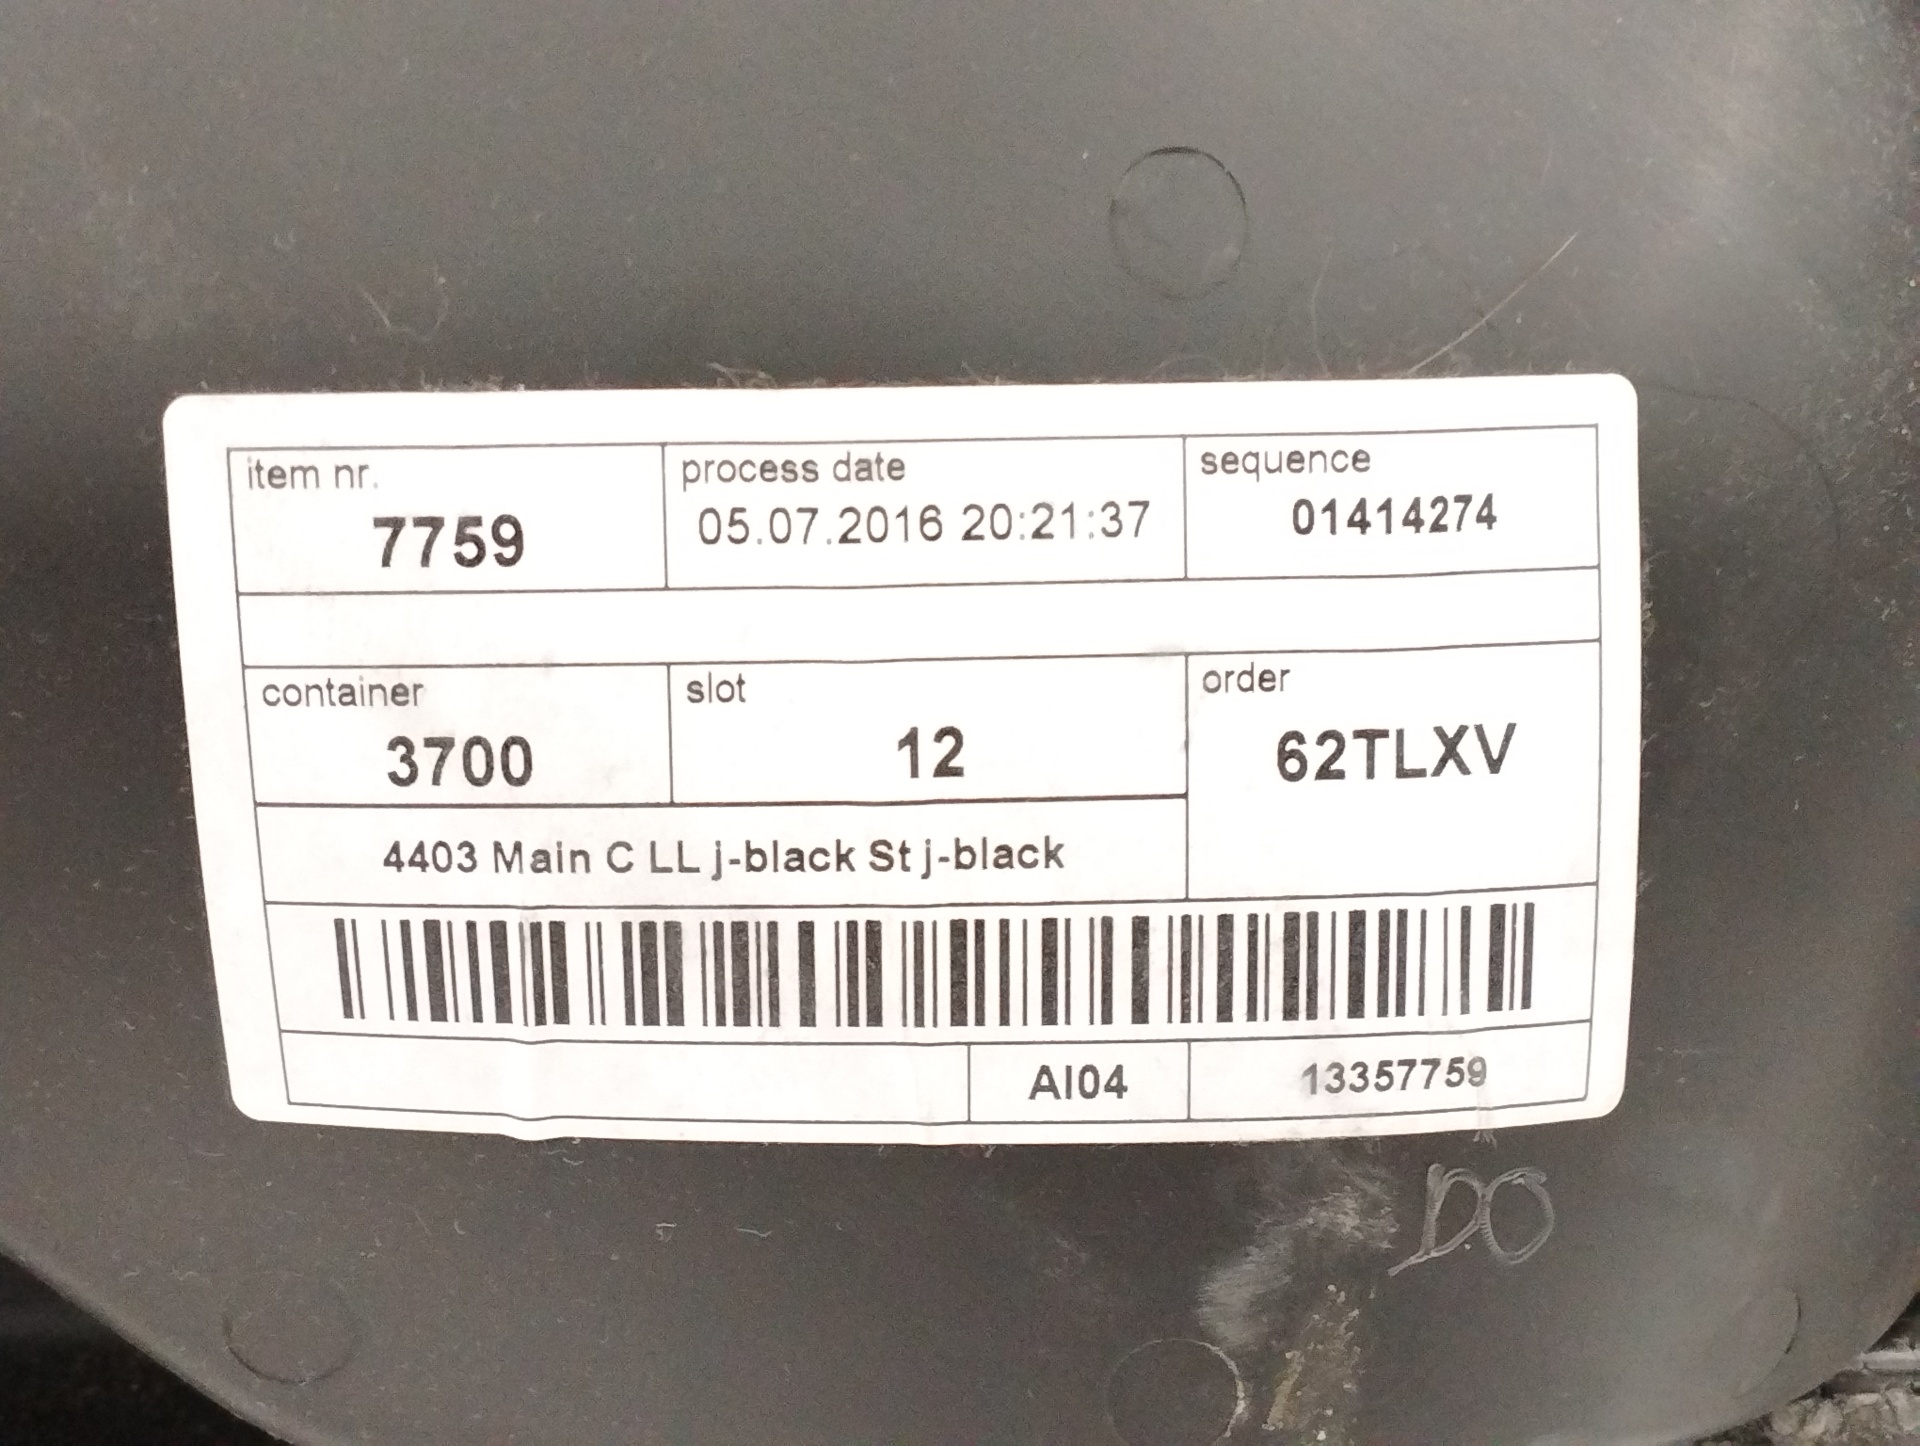 item nr.
process date
sequence
7759
05.07.2016 20:21:37
01414274
container
slot
order
3700
12
62TLXV
4403 Main C LL j-black St j-black
AI04
13357759
DO